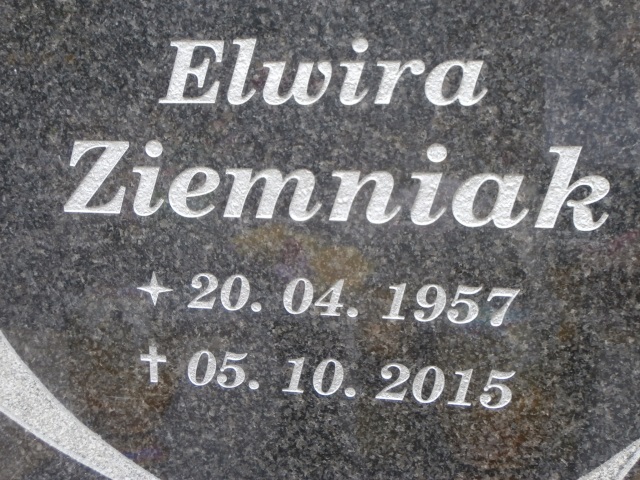 Elwira
Ziemniak
✦ 20. 04. 1957
✝ 05. 10. 2015